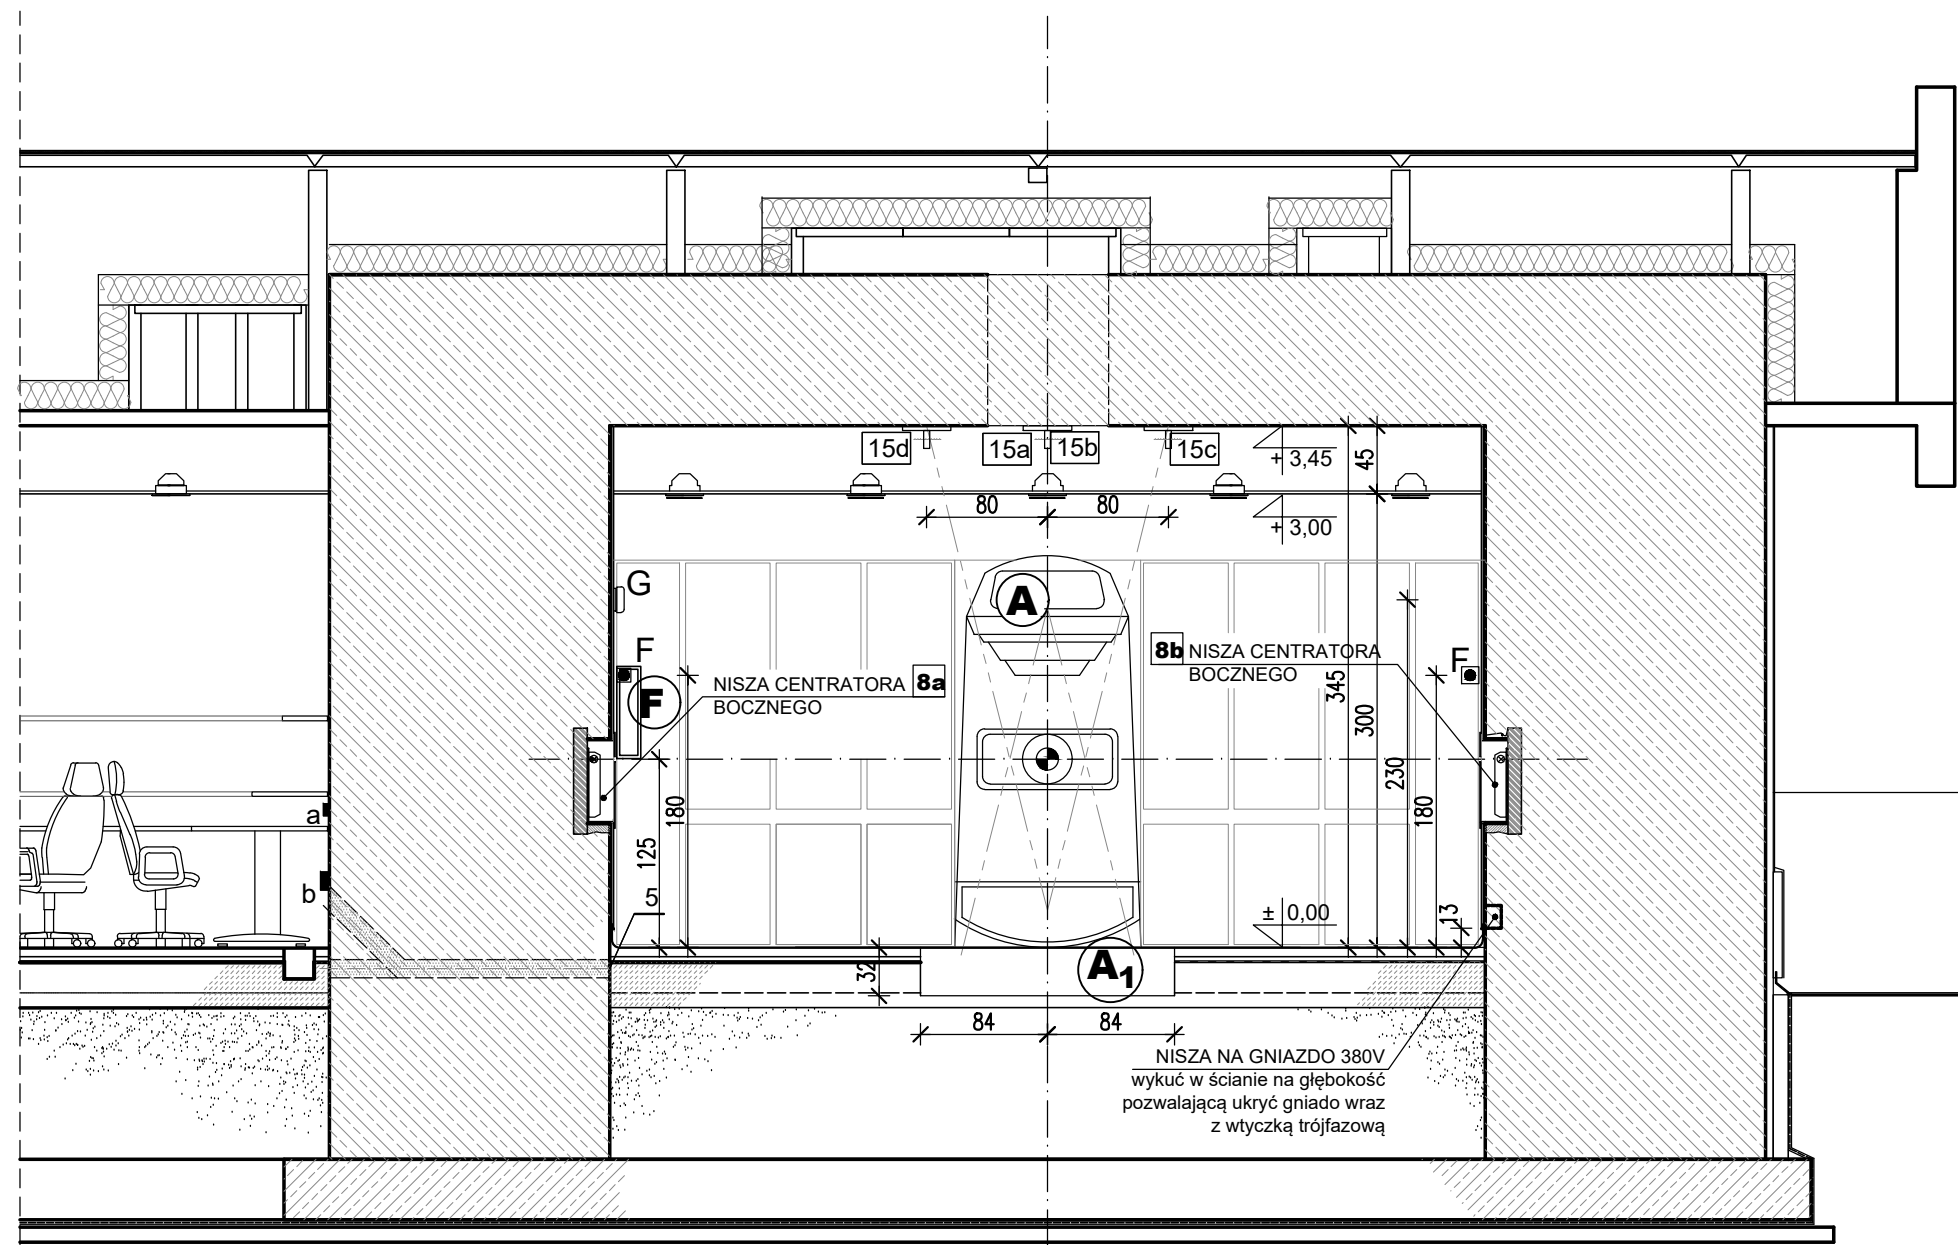 15d
15a
15b
15c
+ 3,45
45
80
80
+ 3,00
G
A
F
F
NISZA CENTRATORA 8a
BOCZNEGO
8b NISZA CENTRATORA
BOCZNEGO
F
345
300
230
180
180
125
a
b
5
± 0,00
13
32
A1
84
84
NISZA NA GNIAZDO 380V
wykuć w ścianie na głębokość
pozwalającą ukryć gniado wraz
z wtyczką trójfazową